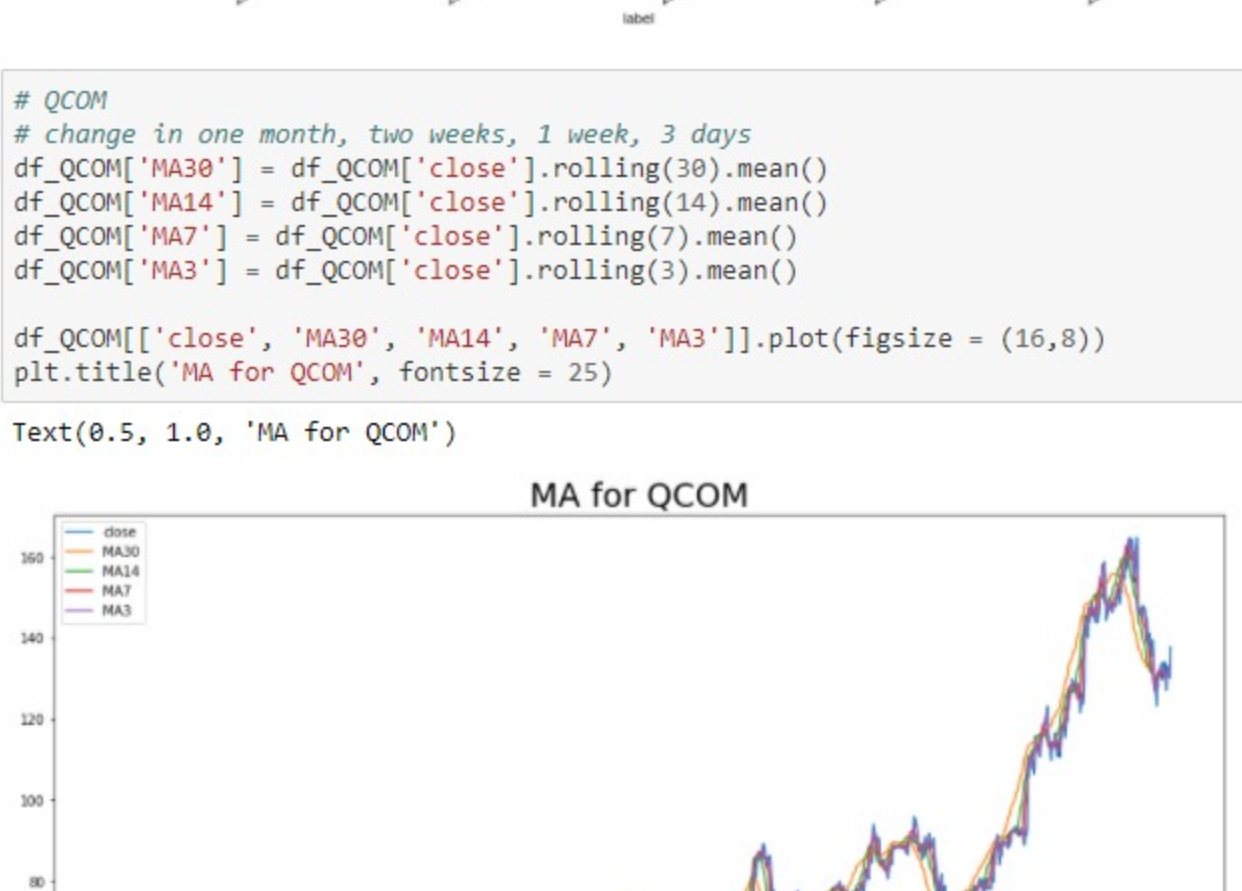 label
# QCOM
# change in one month, two weeks, 1 week, 3 days
df_QCOM['MA30'] = df_QCOM['close'].rolling(30).mean()
df_QCOM['MA14'] = df_QCOM['close'].rolling(14).mean()
df_QCOM['MA7'] = df_QCOM['close'].rolling(7).mean()
df_QCOM['MA3'] = df_QCOM['close'].rolling(3).mean()
df_QCOM[['close', 'MA30', 'MA14', 'MA7', 'MA3']].plot(figsize = (16,8))
plt.title('MA for QCOM', fontsize = 25)
Text(0.5, 1.0, 'MA for QCOM')
MA for QCOM
close
MA30
MA14
MA7
MA3
160
140
120
100
80